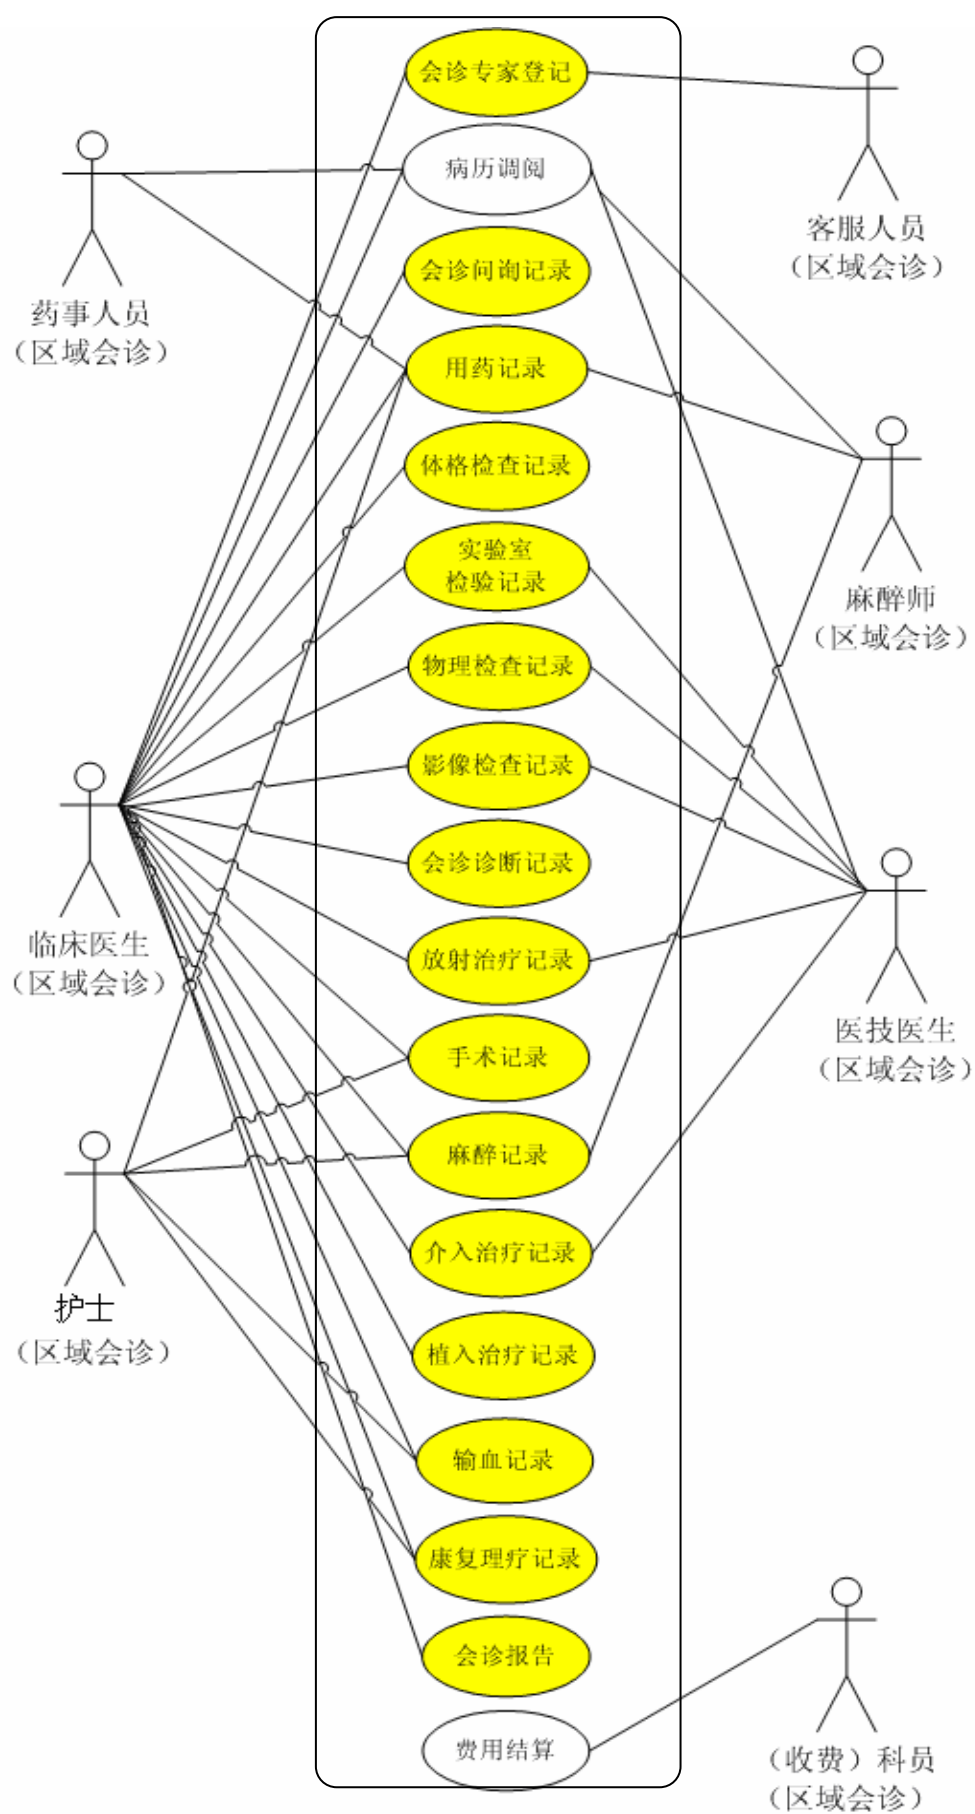 会诊专家登记
病历调阅
会诊问询记录
用药记录
体格检查记录
实验室
检验记录
物理检查记录
影像检查记录
会诊诊断记录
放射治疗记录
手术记录
麻醉记录
介入治疗记录
植入治疗记录
输血记录
康复理疗记录
会诊报告
费用结算
药事人员
（区域会诊）
临床医生
（区域会诊）
护士
（区域会诊）
客服人员
（区域会诊）
麻醉师
（区域会诊）
医技医生
（区域会诊）
（收费）科员
（区域会诊）